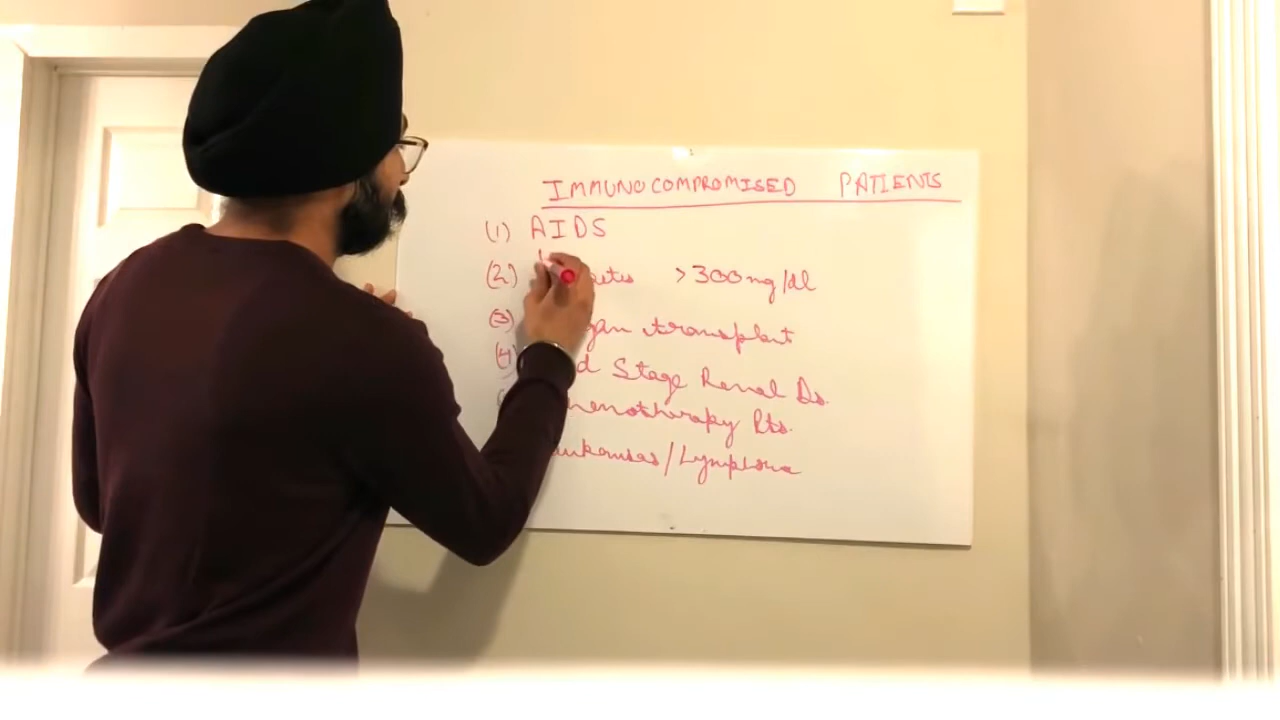 IMMUNOCOMPROMISED PATIENTS
(1) AIDS
(2) >300mg/dl
(3) transplant
(4) Stage Renal Ds.
Pts.
/Lymphoma